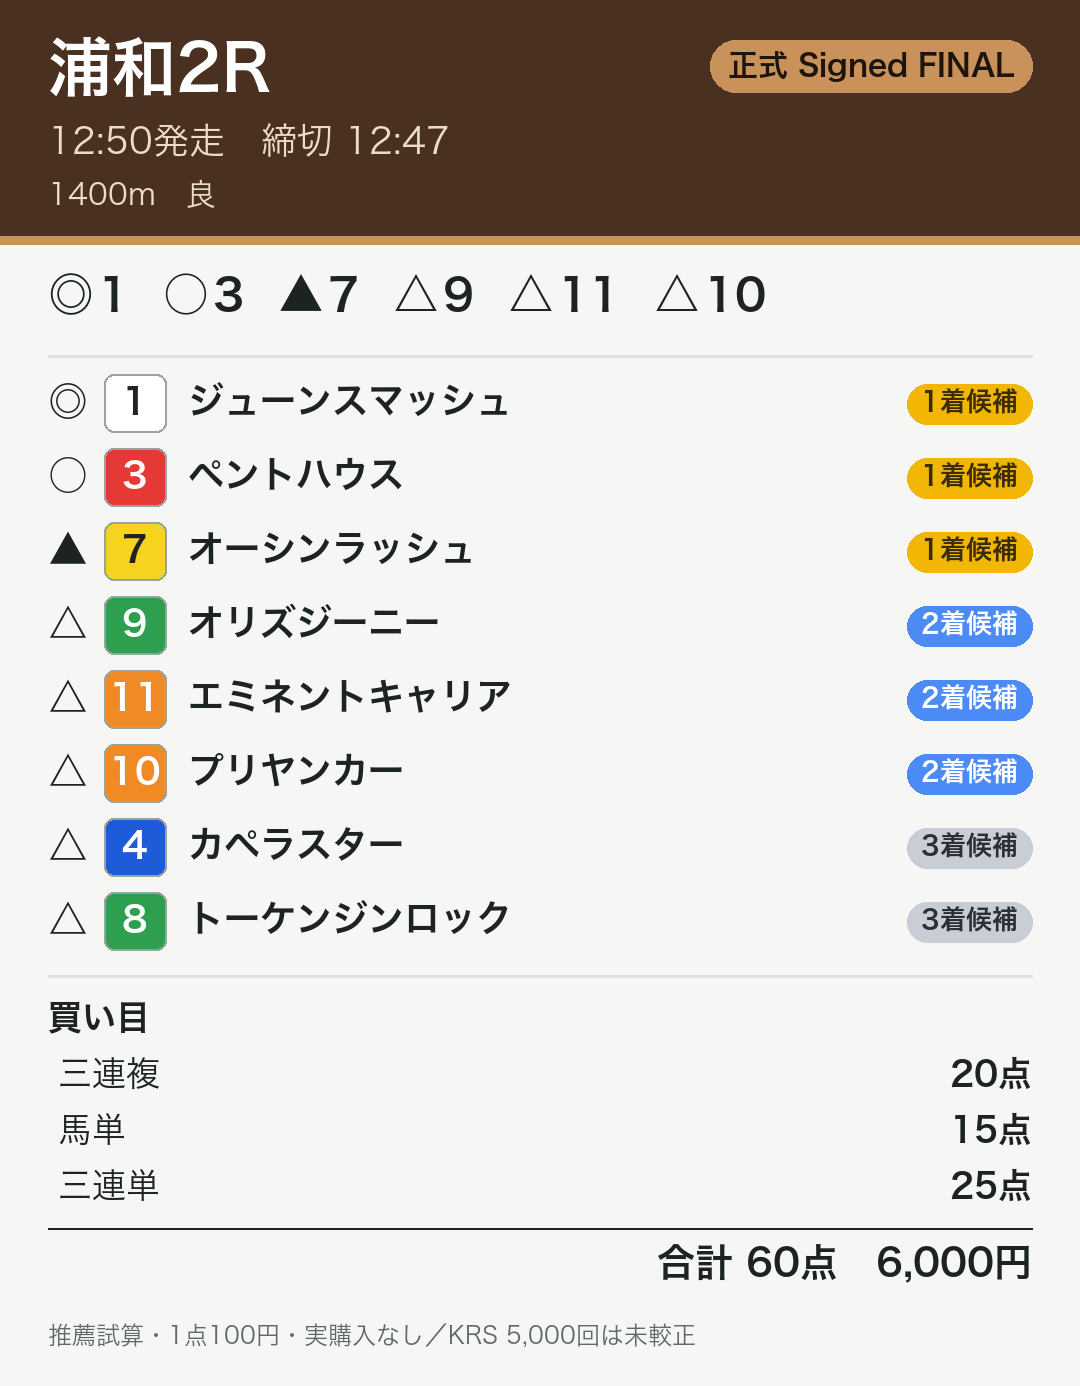 浦和2R
正式 Signed FINAL
12:50発走　締切 12:47
1400m　良
◎1 ○3 ▲7 △9 △11 △10
◎ 1 ジューンスマッシュ 1着候補
○ 3 ペントハウス 1着候補
▲ 7 オーシンラッシュ 1着候補
△ 9 オリズジーニー 2着候補
△ 11 エミネントキャリア 2着候補
△ 10 プリヤンカー 2着候補
△ 4 カペラスター 3着候補
△ 8 トーケンジンロック 3着候補
買い目
三連複 20点
馬単 15点
三連単 25点
合計 60点　6,000円
推薦試算・1点100円・実購入なし／KRS 5,000回は未較正